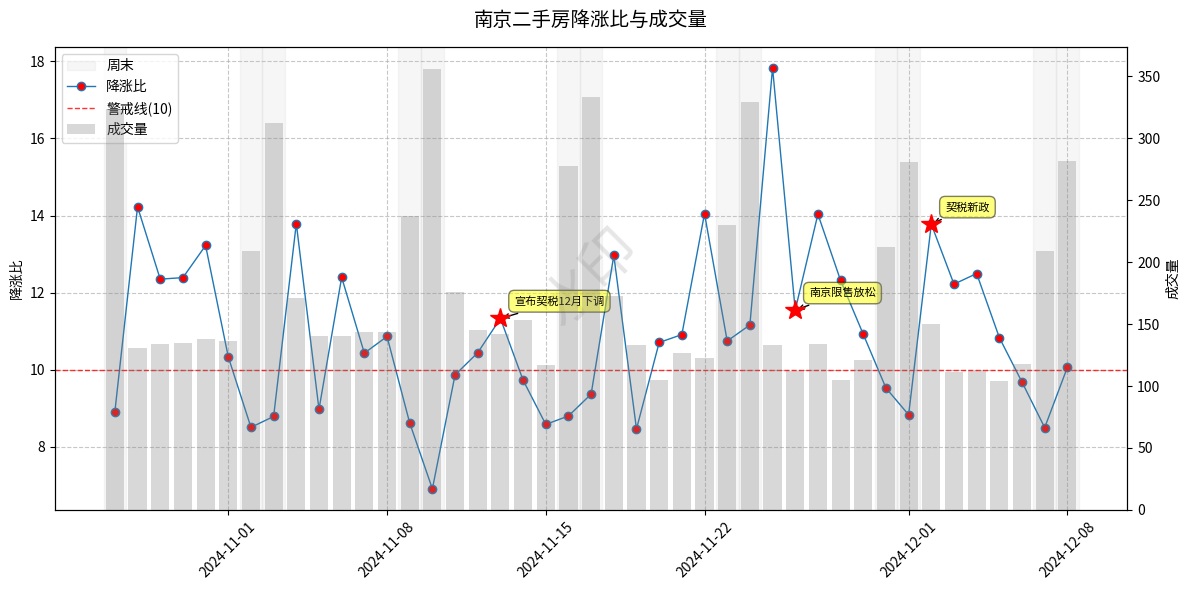 南京二手房降涨比与成交量
周末
降涨比
警戒线(10)
成交量
18
16
14
12
10
8
降涨比
350
300
250
200
150
100
50
0
成交量
契税新政
南京限售放松
宣布契税12月下调
水印
2024-11-01
2024-11-08
2024-11-15
2024-11-22
2024-12-01
2024-12-08